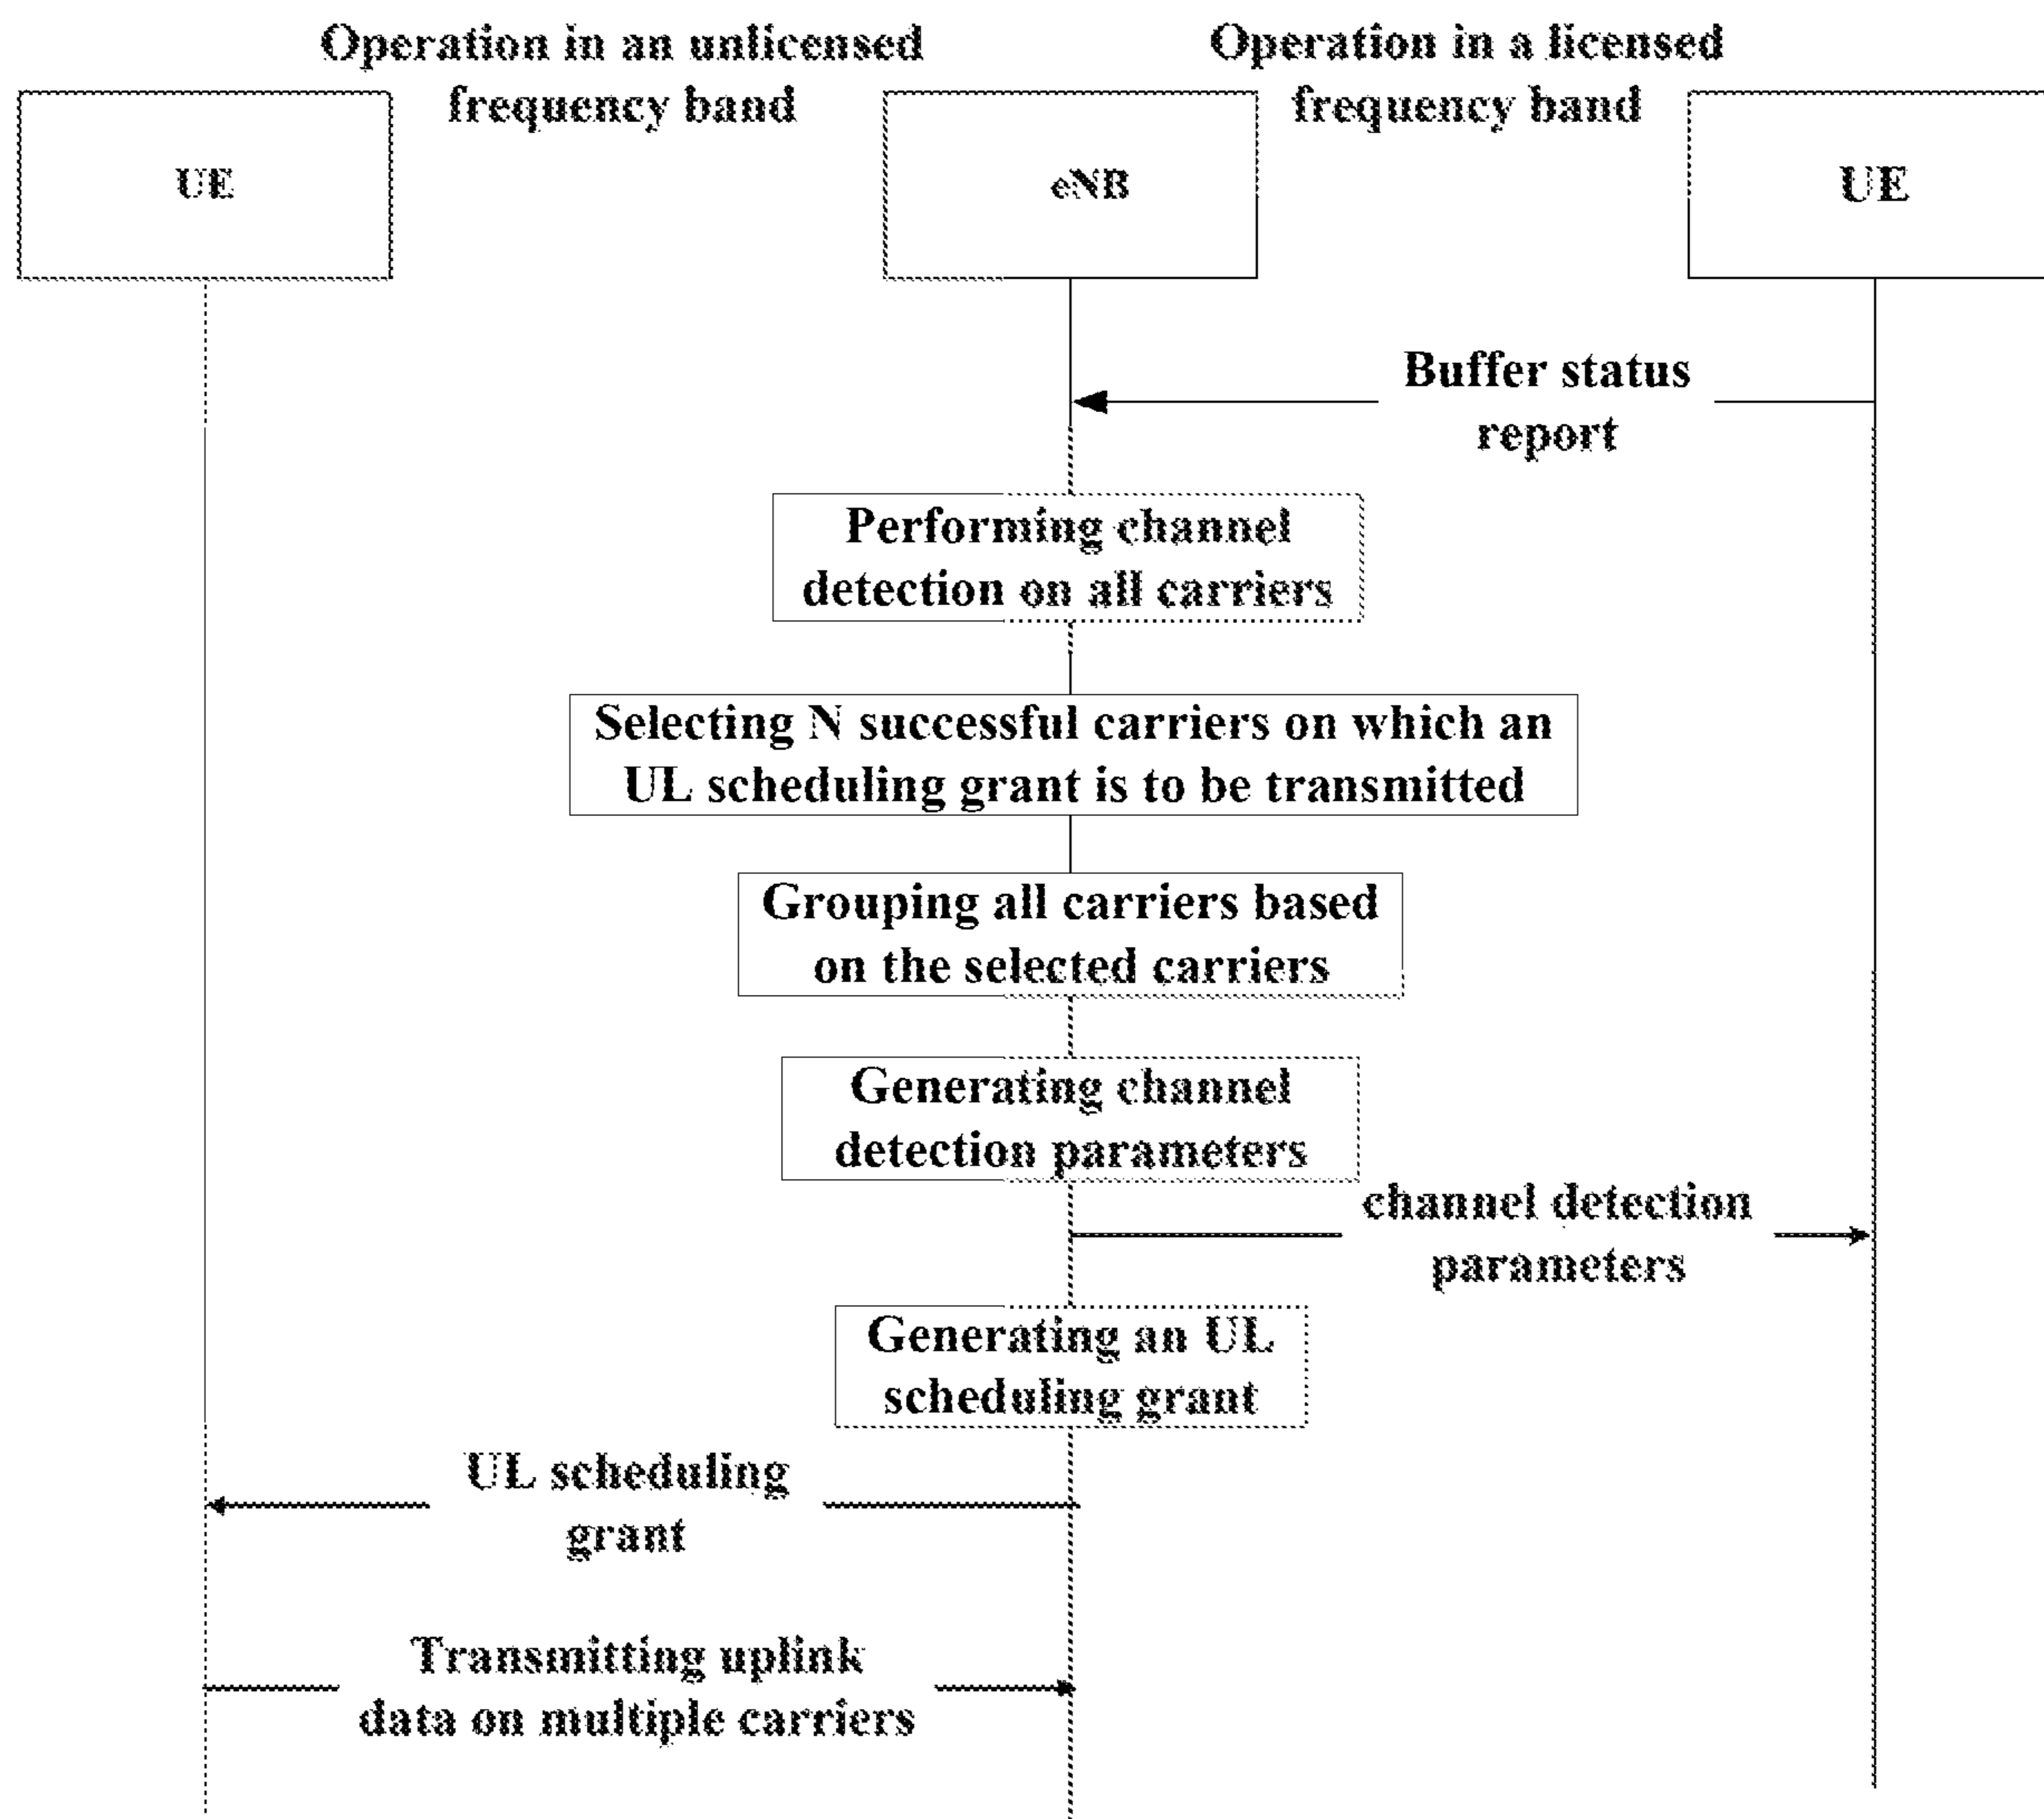 Operation in an unlicensed
frequency band
Operation in a licensed
frequency band
UE
eNB
UE
Buffer status
report
Performing channel
detection on all carriers
Selecting N successful carriers on which an
UL scheduling grant is to be transmitted
Grouping all carriers based
on the selected carriers
Generating channel
detection parameters
channel detection
parameters
Generating an UL
scheduling grant
UL scheduling
grant
Transmitting uplink
data on multiple carriers